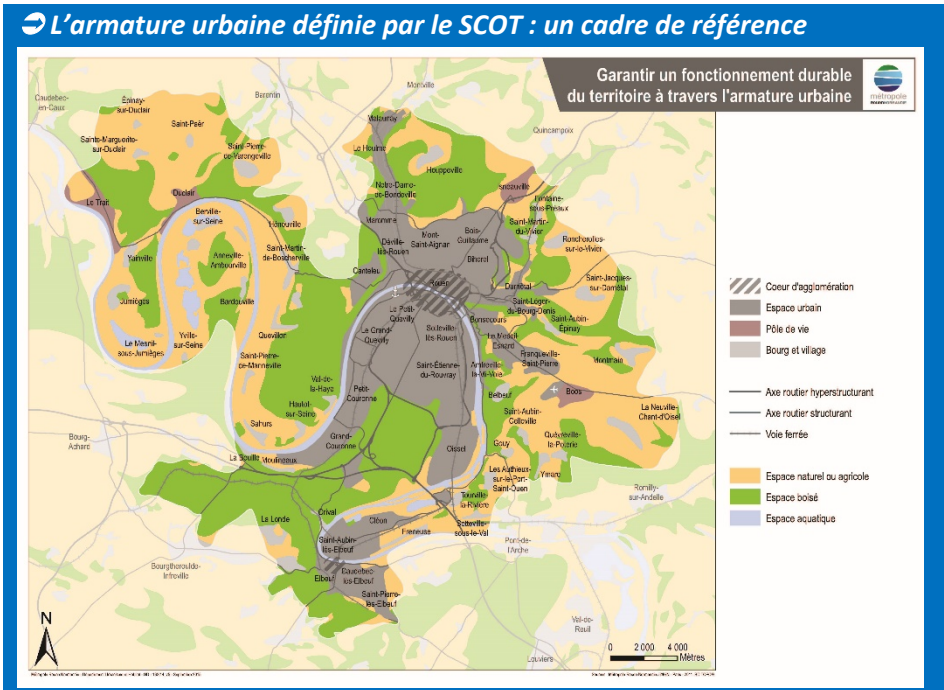 L'armature urbaine définie par le SCOT : un cadre de référence
Garantir un fonctionnement durable
du territoire à travers l'armature urbaine
métropole
ROUENNORMANDIE
Caudebec-
en-Caux
Barentin
Montville
Quincampoix
Épinay-
sur-Duclair
Saint-Paër
Sainte-Marguerite-
sur-Duclair
Saint-Pierre-
de-Varengeville
Malaunay
Le Houlme
Houppeville
Isneauville
Notre-Dame-
de-Bondeville
Fontaine-
sous-Préaux
Le Trait
Duclair
Berville-
sur-Seine
Hénouville
Maromme
Mont-
Saint-Aignan
Bois-
Guillaume
Saint-Martin-
du-Vivier
Roncherolles-
sur-le-Vivier
Déville-
lès-Rouen
Bihorel
Yainville
Anneville-
Ambourville
Saint-Martin-
de-Boscherville
Canteleu
Rouen
Darnétal
Saint-Jacques-
sur-Darnétal
Jumièges
Bardouville
Saint-Léger-
du-Bourg-Denis
Le Petit-
Quevilly
Bonsecours
Saint-Aubin-
Épinay
Le Mesnil-
sous-Jumièges
Yville-
sur-Seine
Quevillon
Le Grand-
Quevilly
Sotteville-
lès-Rouen
Le Mesnil-
Esnard
Franqueville-
Saint-Pierre
Montmain
Saint-Pierre-
de-Manneville
Val-de-
la-Haye
Saint-Étienne-
du-Rouvray
Amfreville-
la-Mi-Voie
Petit-
Couronne
Belbeuf
Boos
Hautot-
sur-Seine
Saint-Aubin-
Celloville
La Neuville-
Chant-d'Oisel
Sahurs
Grand-
Couronne
Gouy
Quévreville-
la-Poterie
Bourg-
Achard
La Bouille
Moulineaux
Oissel
Les Authieux-
sur-le-Port-
Saint-Ouen
Ymare
Romilly-
sur-Andelle
Tourville-
la-Rivière
La Londe
Orival
Cléon
Freneuse
Sotteville-
sous-le-Val
Pont-de-
l'Arche
Saint-Aubin-
lès-Elbeuf
Bourgtheroulde-
Infreville
Elbeuf
Caudebec-
lès-Elbeuf
Saint-Pierre-
lès-Elbeuf
Val-de-
Reuil
Louviers
N
0 2 000 4 000
Mètres
Coeur d'agglomération
Espace urbain
Pôle de vie
Bourg et village
Axe routier hyperstructurant
Axe routier structurant
Voie ferrée
Espace naturel ou agricole
Espace boisé
Espace aquatique